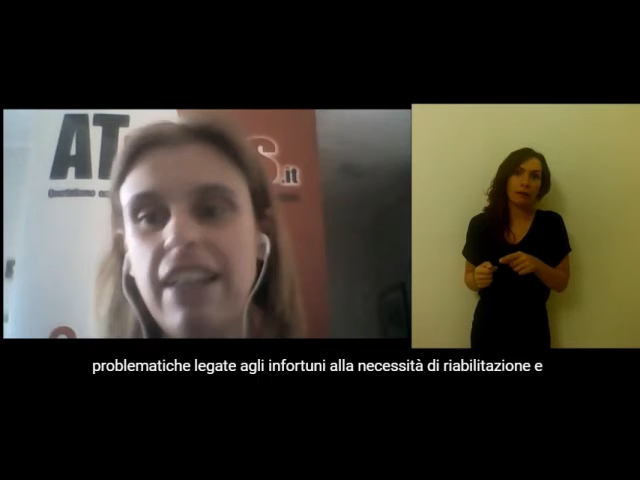 AT
S.it
problematiche legate agli infortuni alla necessità di riabilitazione e